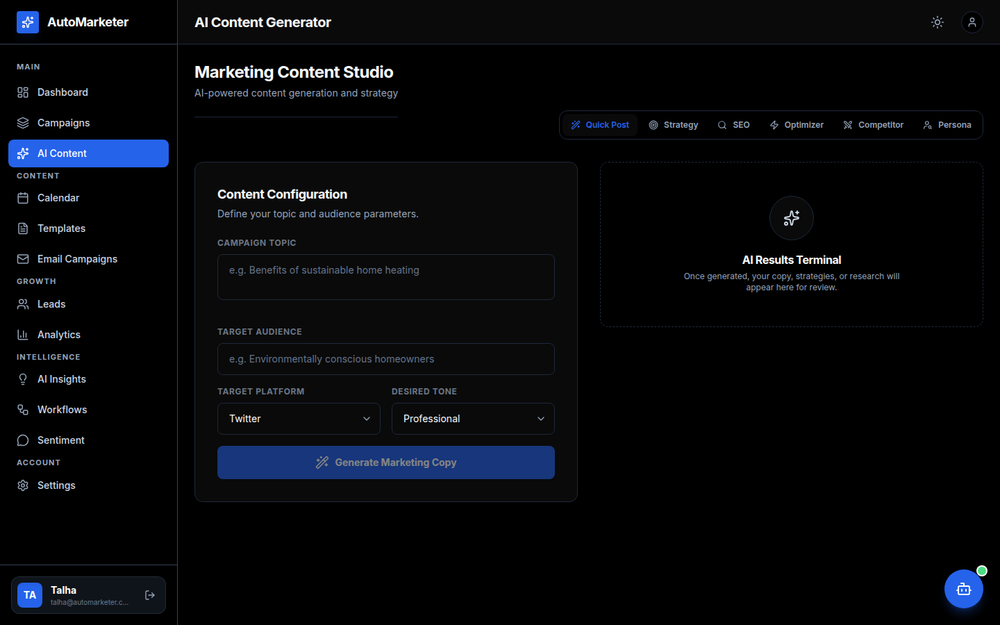 AutoMarketer
MAIN
Dashboard
Campaigns
AI Content
CONTENT
Calendar
Templates
Email Campaigns
GROWTH
Leads
Analytics
INTELLIGENCE
AI Insights
Workflows
Sentiment
ACCOUNT
Settings
TA
Talha
talha@automarketer.c...
AI Content Generator
Marketing Content Studio
AI-powered content generation and strategy
Quick Post
Strategy
SEO
Optimizer
Competitor
Persona
Content Configuration
Define your topic and audience parameters.
CAMPAIGN TOPIC
e.g. Benefits of sustainable home heating
TARGET AUDIENCE
e.g. Environmentally conscious homeowners
TARGET PLATFORM
DESIRED TONE
Twitter
Professional
Generate Marketing Copy
AI Results Terminal
Once generated, your copy, strategies, or research will
appear here for review.